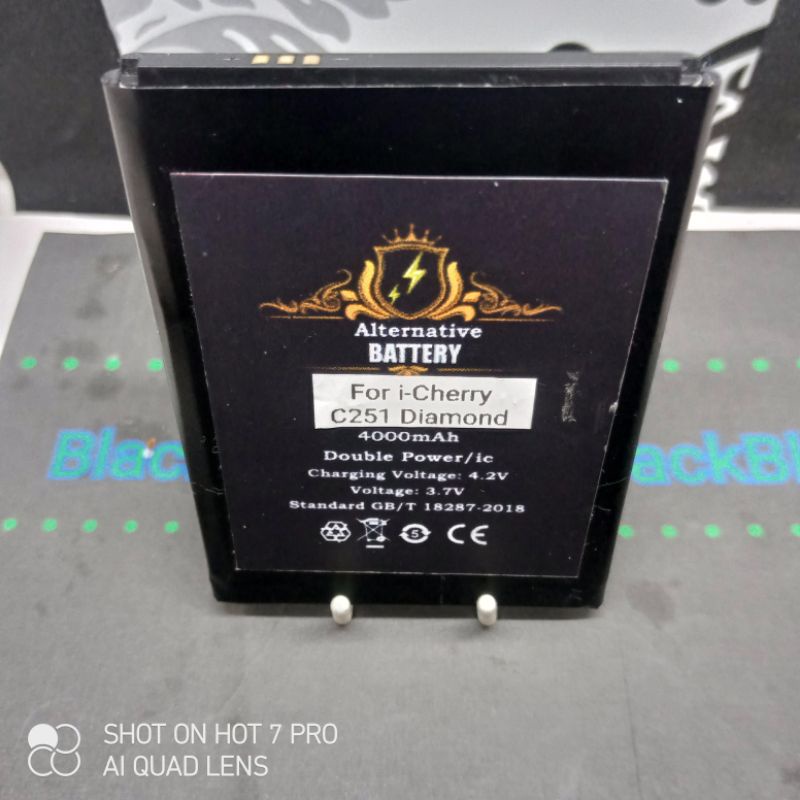 Alternative
BATTERY
For i-Cherry
C251 Diamond
4000mAh
Double Power/ic
Charging Voltage: 4.2V
Voltage: 3.7V
Standard GB/T 18287-2018
5
CE
SHOT ON HOT 7 PRO
AI QUAD LENS